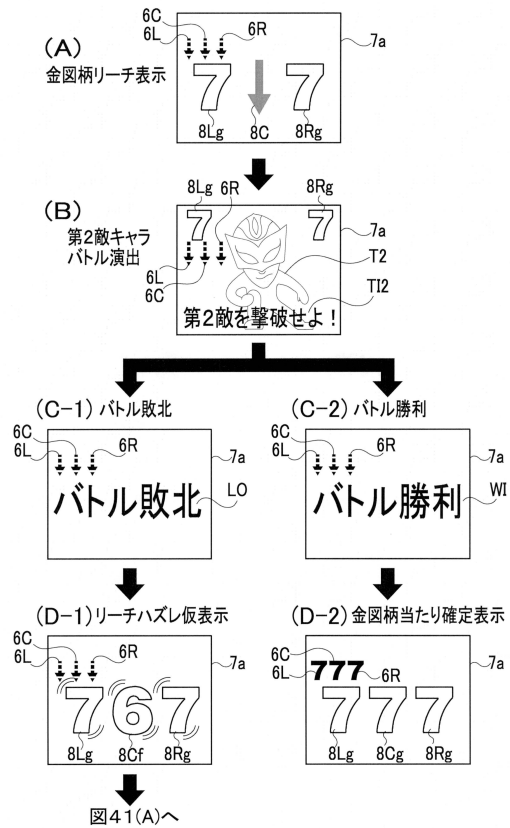 6C
6L
6R
7a
(A)
金図柄リーチ表示
7
7
8Lg
8C
8Rg
8Lg
6R
8Rg
(B)
第2敵キャラ
バトル演出
7
7
7a
6L
6C
T2
TI2
第2敵を撃破せよ!
(C-1) バトル敗北
6C
6L
6R
7a
バトル敗北
LO
(C-2) バトル勝利
6C
6L
6R
7a
バトル勝利
WI
(D-1) リーチハズレ仮表示
6C
6L
6R
7a
7 6 7
8Lg
8Cf
8Rg
(D-2) 金図柄当たり確定表示
6C
6L
777
6R
7a
7 7 7
8Lg
8Cg
8Rg
図41(A)へ